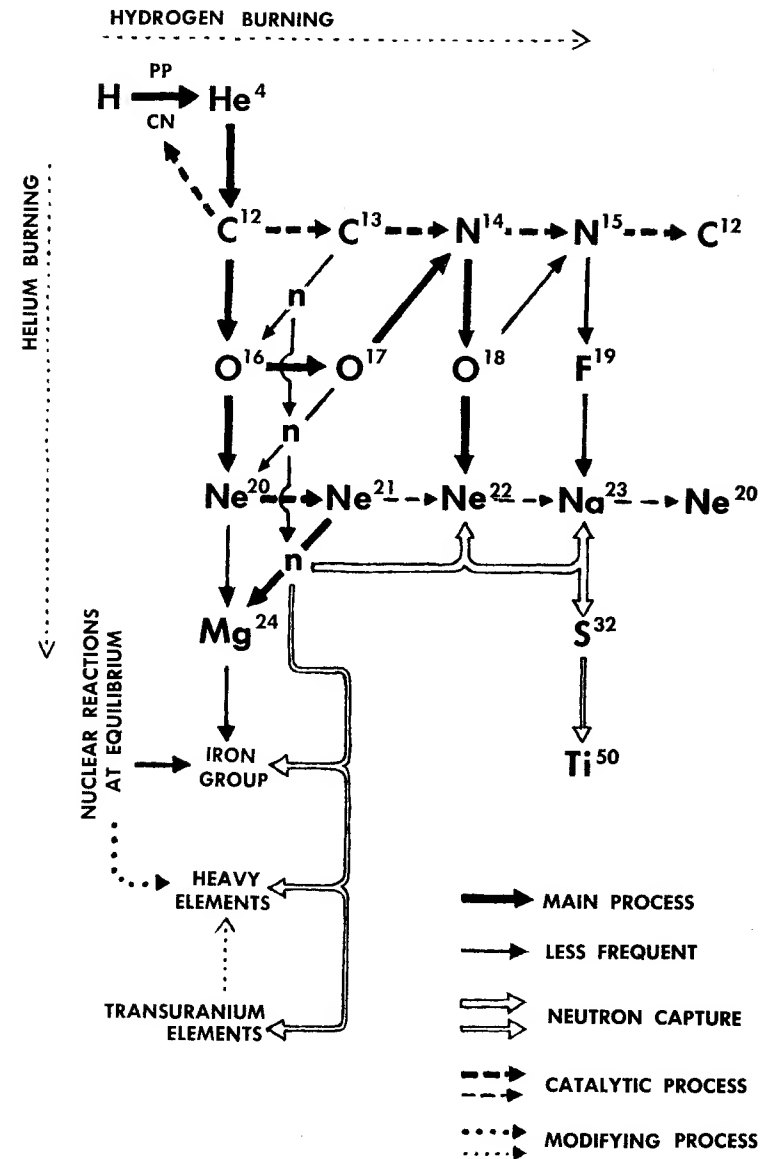 HYDROGEN BURNING
PP
H He4
CN
HELIUM BURNING
C12 C13 N14 N15 C12
n
O16 O17 O18 F19
n
Ne20 Ne21 Ne22 Na23 Ne20
n
Mg24 S32
NUCLEAR REACTIONS
AT EQUILIBRIUM
IRON
GROUP
Ti50
HEAVY
ELEMENTS
TRANSURANIUM
ELEMENTS
MAIN PROCESS
LESS FREQUENT
NEUTRON CAPTURE
CATALYTIC PROCESS
MODIFYING PROCESS